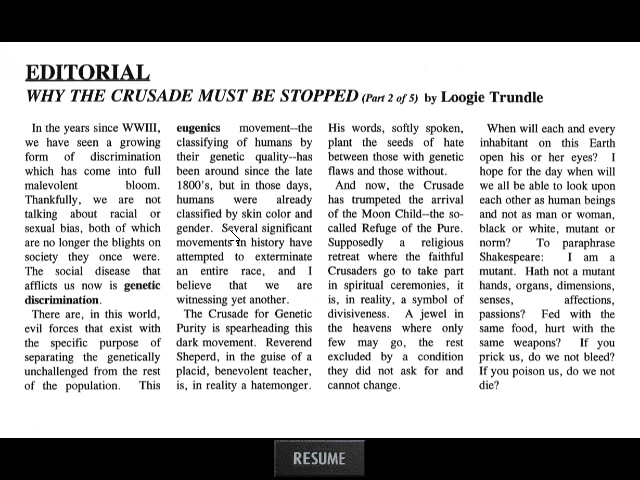 EDITORIAL
WHY THE CRUSADE MUST BE STOPPED (Part 2 of 5) by Loogie Trundle
In the years since WWIII,
we have seen a growing
form of discrimination
which has come into full
malevolent bloom.
Thankfully, we are not
talking about racial or
sexual bias, both of which
are no longer the blights on
society they once were.
The social disease that
afflicts us now is genetic
discrimination.
There are, in this world,
evil forces that exist with
the specific purpose of
separating the genetically
unchallenged from the rest
of the population. This
eugenics movement--the
classifying of humans by
their genetic quality--has
been around since the late
1800's, but in those days,
humans were already
classified by skin color and
gender. Several significant
movements in history have
attempted to exterminate
an entire race, and I
believe that we are
witnessing yet another.
The Crusade for Genetic
Purity is spearheading this
dark movement. Reverend
Sheperd, in the guise of a
placid, benevolent teacher,
is, in reality a hatemonger.
His words, softly spoken,
plant the seeds of hate
between those with genetic
flaws and those without.
And now, the Crusade
has trumpeted the arrival
of the Moon Child--the so-
called Refuge of the Pure.
Supposedly a religious
retreat where the faithful
Crusaders go to take part
in spiritual ceremonies, it
is, in reality, a symbol of
divisiveness. A jewel in
the heavens where only
few may go, the rest
excluded by a condition
they did not ask for and
cannot change.
When will each and every
inhabitant on this Earth
open his or her eyes? I
hope for the day when will
we all be able to look upon
each other as human beings
and not as man or woman,
black or white, mutant or
norm? To paraphrase
Shakespeare: I am a
mutant. Hath not a mutant
hands, organs, dimensions,
senses, affections,
passions? Fed with the
same food, hurt with the
same weapons? If you
prick us, do we not bleed?
If you poison us, do we not
die?
RESUME